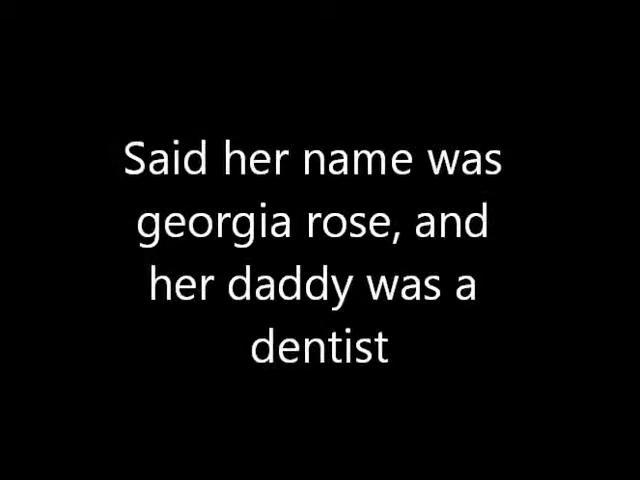 Said her name was
georgia rose, and
her daddy was a
dentist